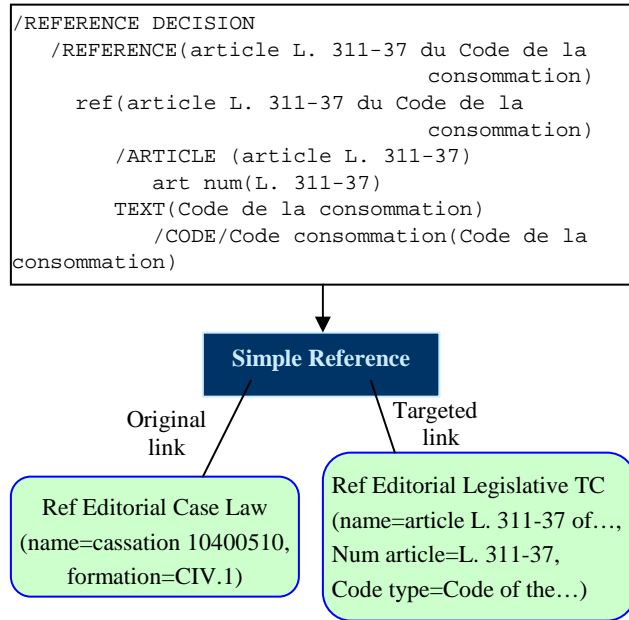 /REFERENCE DECISION
/REFERENCE(article L. 311-37 du Code de la
consommation)
ref(article L. 311-37 du Code de la
consommation)
/ARTICLE (article L. 311-37)
art num(L. 311-37)
TEXT(Code de la consommation)
/CODE/Code consommation(Code de la
consommation)
Simple Reference
Original
link
Targeted
link
Ref Editorial Case Law
(name=cassation 10400510,
formation=CIV.1)
Ref Editorial Legislative TC
(name=article L. 311-37 of…,
Num article=L. 311-37,
Code type=Code of the…)